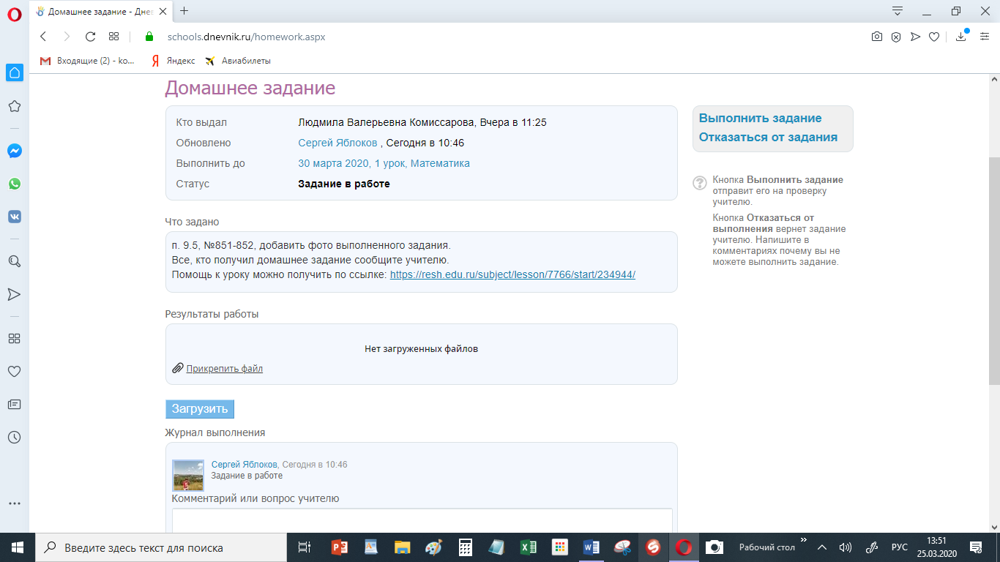 Домашнее задание - Днев
schools.dnevnik.ru/homework.aspx
Входящие (2) - ko...
Яндекс
Авиабилеты
Домашнее задание
Кто выдал Людмила Валерьевна Комиссарова, Вчера в 11:25
Обновлено Сергей Яблоков , Сегодня в 10:46
Выполнить до 30 марта 2020, 1 урок, Математика
Статус Задание в работе
Что задано
п. 9.5, №851-852, добавить фото выполненного задания.
Все, кто получил домашнее задание сообщите учителю.
Помощь к уроку можно получить по ссылке: https://resh.edu.ru/subject/lesson/7766/start/234944/
Результаты работы
Нет загруженных файлов
Прикрепить файл
Загрузить
Журнал выполнения
Сергей Яблоков, Сегодня в 10:46
Задание в работе
Комментарий или вопрос учителю
Выполнить задание
Отказаться от задания
Кнопка Выполнить задание
отправит его на проверку
учителю.
Кнопка Отказаться от
выполнения вернет задание
учителю. Напишите в
комментариях почему вы не
можете выполнить задание.
Введите здесь текст для поиска
Рабочий стол
РУС
13:51
25.03.2020